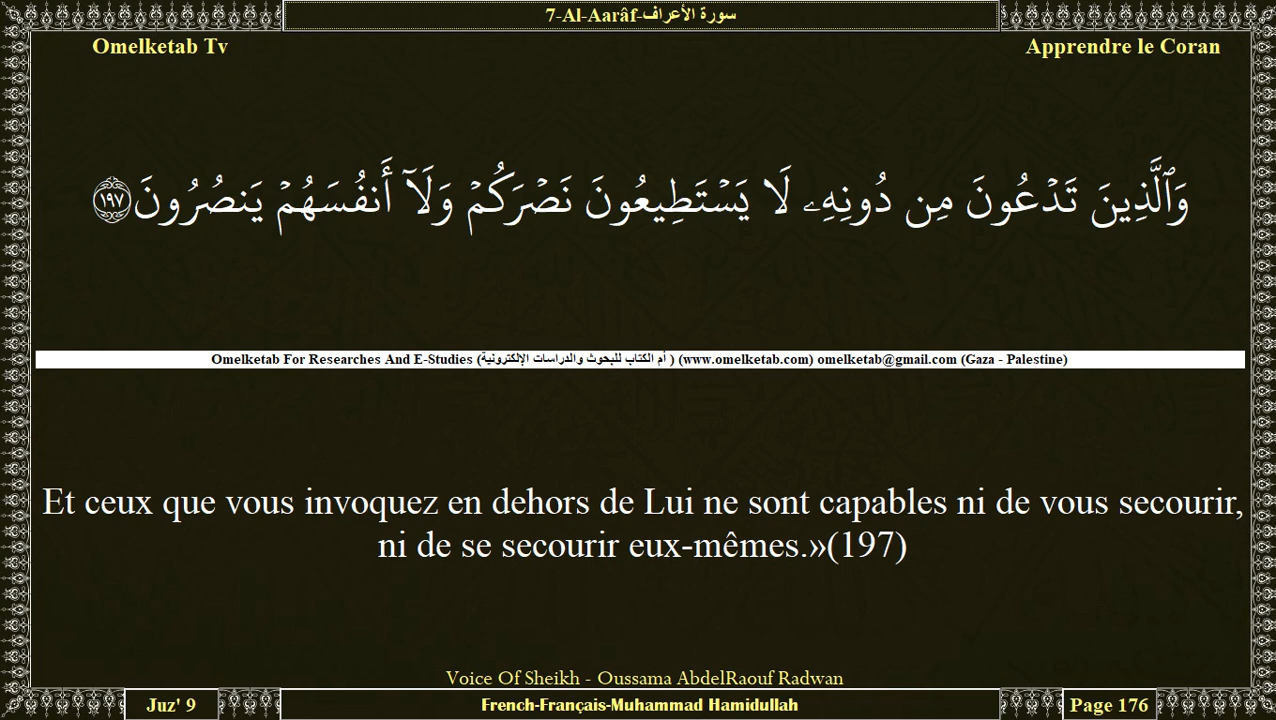 7-Al-Aarâf-سورة الأعراف
Omelketab Tv
Apprendre le Coran
وَٱلَّذِينَ تَدۡعُونَ مِن دُونِهِۦ لَا يَسۡتَطِيعُونَ نَصۡرَكُمۡ وَلَآ أَنفُسَهُمۡ يَنصُرُونَ ١٩٧
Omelketab For Researches And E-Studies (أم الكتاب للبحوث والدراسات الإلكترونية ) (www.omelketab.com) omelketab@gmail.com (Gaza - Palestine)
Et ceux que vous invoquez en dehors de Lui ne sont capables ni de vous secourir,
ni de se secourir eux-mêmes.»(197)
Voice Of Sheikh - Oussama AbdelRaouf Radwan
Juz' 9
French-Français-Muhammad Hamidullah
Page 176